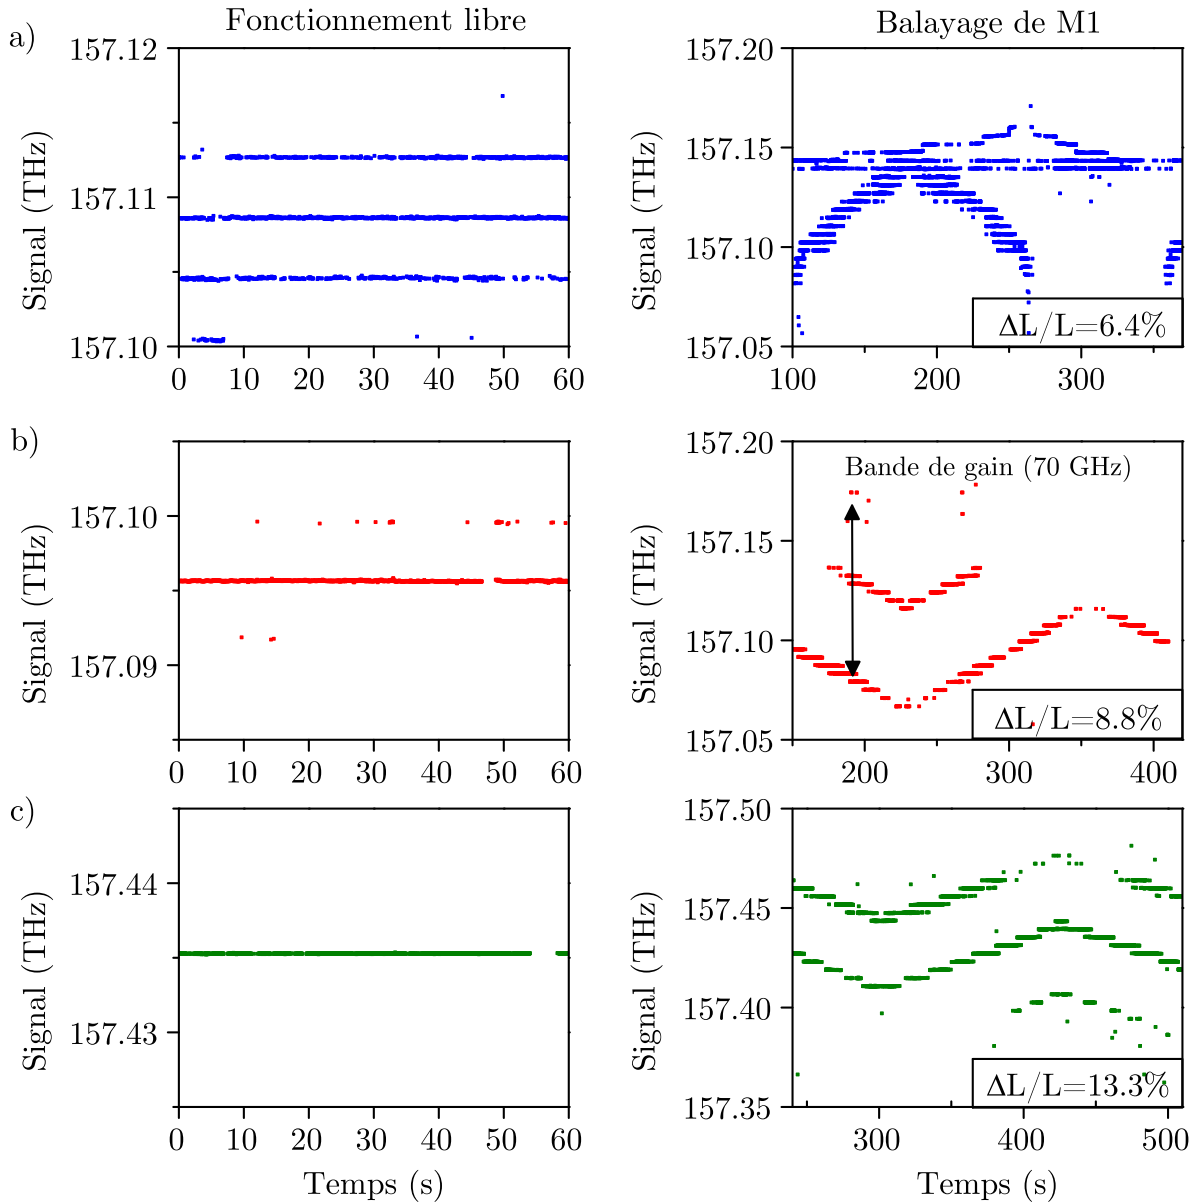 Fonctionnement libre
Balayage de M1
a)
157.12
157.11
157.10
Signal (THz)
0 10 20 30 40 50 60
157.20
157.15
157.10
157.05
Signal (THz)
ΔL/L=6.4%
100 200 300
b)
157.10
157.09
Signal (THz)
0 10 20 30 40 50 60
157.20
157.15
157.10
157.05
Signal (THz)
Bande de gain (70 GHz)
ΔL/L=8.8%
200 300 400
c)
157.44
157.43
Signal (THz)
0 10 20 30 40 50 60
Temps (s)
157.50
157.45
157.40
157.35
Signal (THz)
ΔL/L=13.3%
300 400 500
Temps (s)